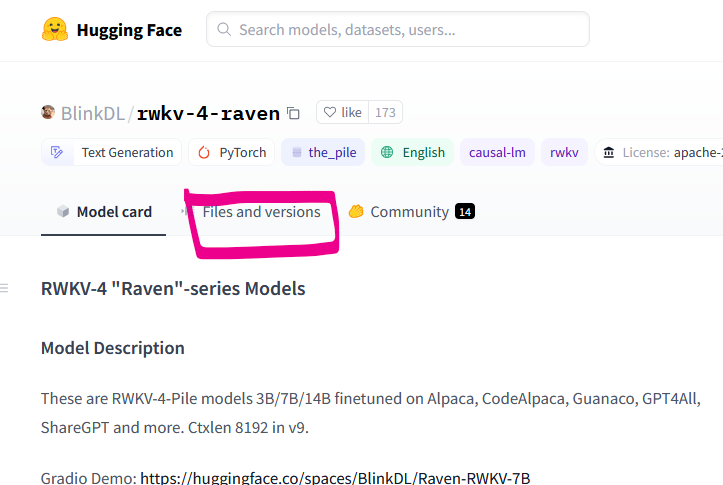 Hugging Face
Search models, datasets, users...
BlinkDL/rwkv-4-raven like 173
Text Generation PyTorch the_pile English causal-lm rwkv License: apache-
Model card Files and versions Community 14
RWKV-4 "Raven"-series Models
Model Description
These are RWKV-4-Pile models 3B/7B/14B finetuned on Alpaca, CodeAlpaca, Guanaco, GPT4All,
ShareGPT and more. Ctxlen 8192 in v9.
Gradio Demo: https://huggingface.co/spaces/BlinkDL/Raven-RWKV-7B